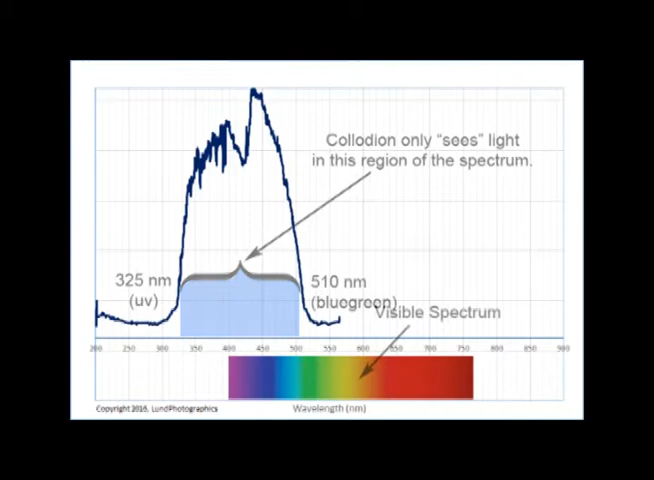 Collodion only “sees” light
in this region of the spectrum.
325 nm
(uv)
510 nm
(bluegreen)
Visible Spectrum
200 250 300 350 400 450 500 550 600 650 700 750 800 850 900
Copyright 2016, LundPhotographics
Wavelength (nm)